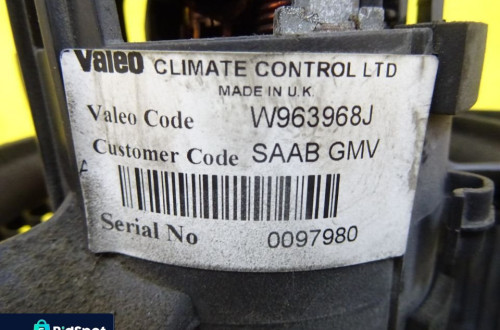 Valeo CLIMATE CONTROL LTD
MADE IN U.K.
Valeo Code W963968J
Customer Code SAAB GMV
A
Serial No 0097980
BidSpot